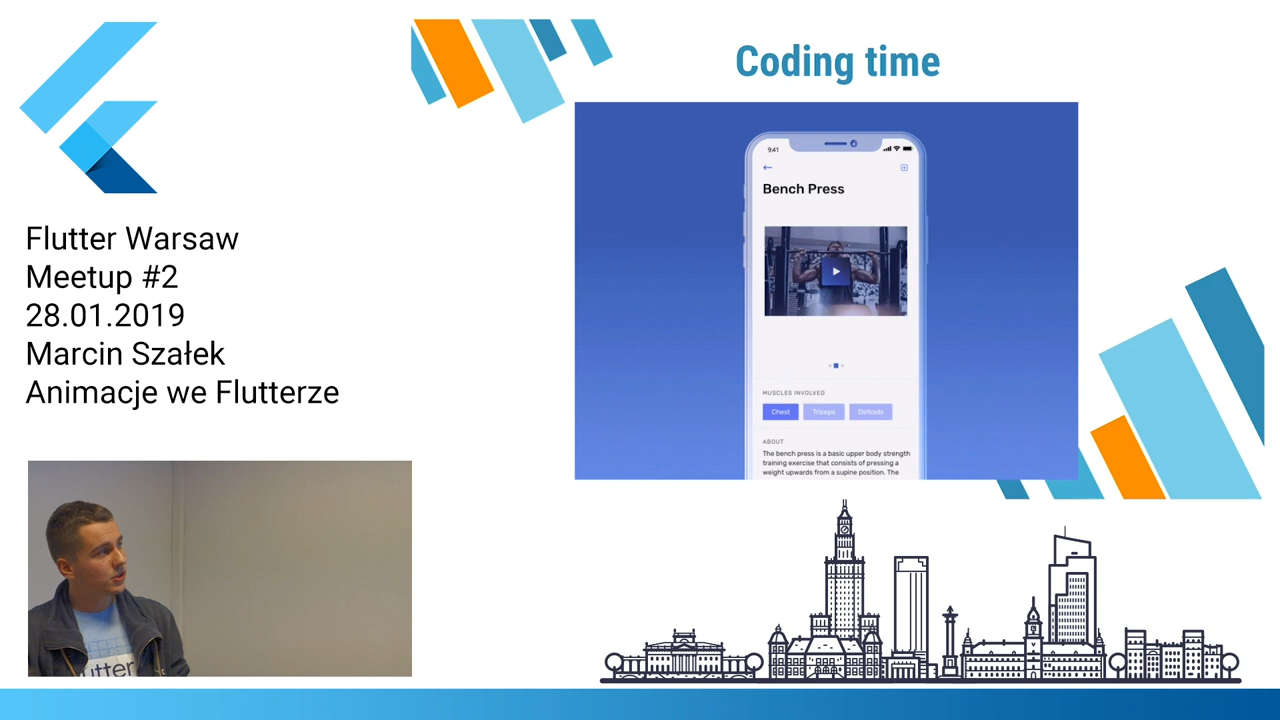 Coding time
Flutter Warsaw
Meetup #2
28.01.2019
Marcin Szałek
Animacje we Flutterze
9:41
Bench Press
MUSCLES INVOLVED
Chest
Triceps
Deltoids
ABOUT
The bench press is a basic upper body strength
training exercise that consists of pressing a
weight upwards from a supine position. The
utter